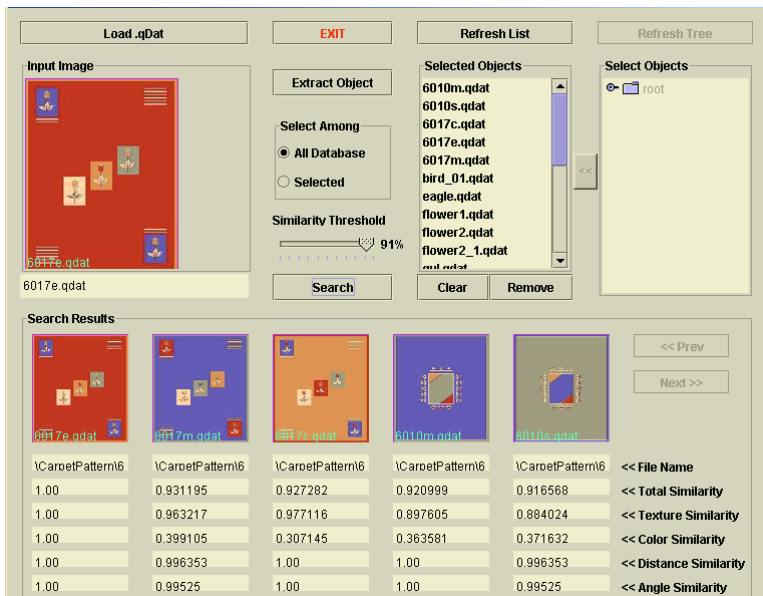 Load .qDat
EXIT
Refresh List
Refresh Tree
Input Image
6017e.qdat
6017e.qdat
Extract Object
Select Among
All Database
Selected
Similarity Threshold
91%
Search
Selected Objects
6010m.qdat
6010s.qdat
6017c.qdat
6017e.qdat
6017m.qdat
bird_01.qdat
eagle.qdat
flower1.qdat
flower2.qdat
flower2_1.qdat
gul.qdat
Clear Remove
<<
Select Objects
root
Search Results
6017e.qdat 6017m.qdat 6017c.qdat 6010m.qdat 6010s.qdat
<< Prev
Next >>
\CarpetPattern\6 \CarpetPattern\6 \CarpetPattern\6 \CarpetPattern\6 \CarpetPattern\6 << File Name
1.00 0.931195 0.927282 0.920999 0.916568 << Total Similarity
1.00 0.963217 0.977116 0.897605 0.884024 << Texture Similarity
1.00 0.399105 0.307145 0.363581 0.371632 << Color Similarity
1.00 0.996353 1.00 1.00 0.996353 << Distance Similarity
1.00 0.99525 1.00 1.00 0.99525 << Angle Similarity